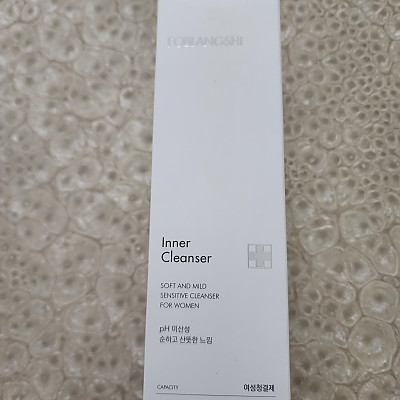 FORLANGSHI
Inner
Cleanser
SOFT AND MILD
SENSITIVE CLEANSER
FOR WOMEN
pH 미산성
순하고 산뜻한 느낌
CAPACITY
여성청결제